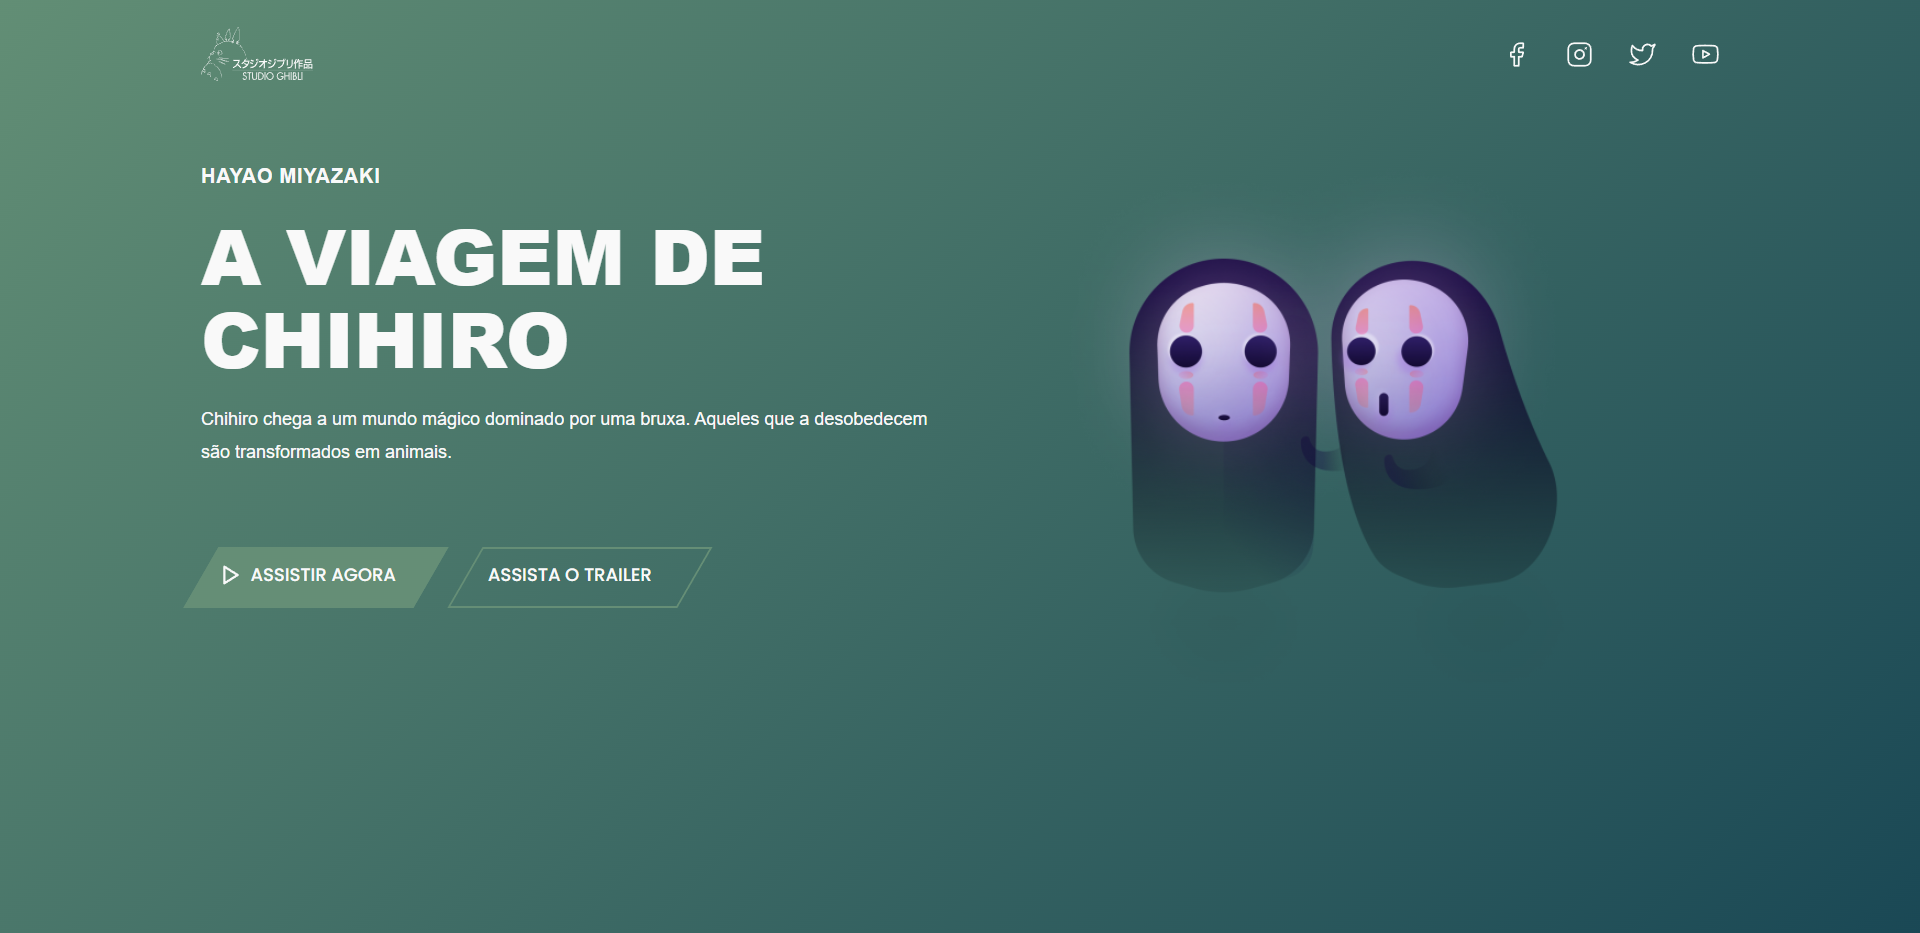 スタジオジブリ作品
STUDIO GHIBLI
HAYAO MIYAZAKI
A VIAGEM DE
CHIHIRO
Chihiro chega a um mundo mágico dominado por uma bruxa. Aqueles que a desobedecem
são transformados em animais.
ASSISTIR AGORA
ASSISTA O TRAILER